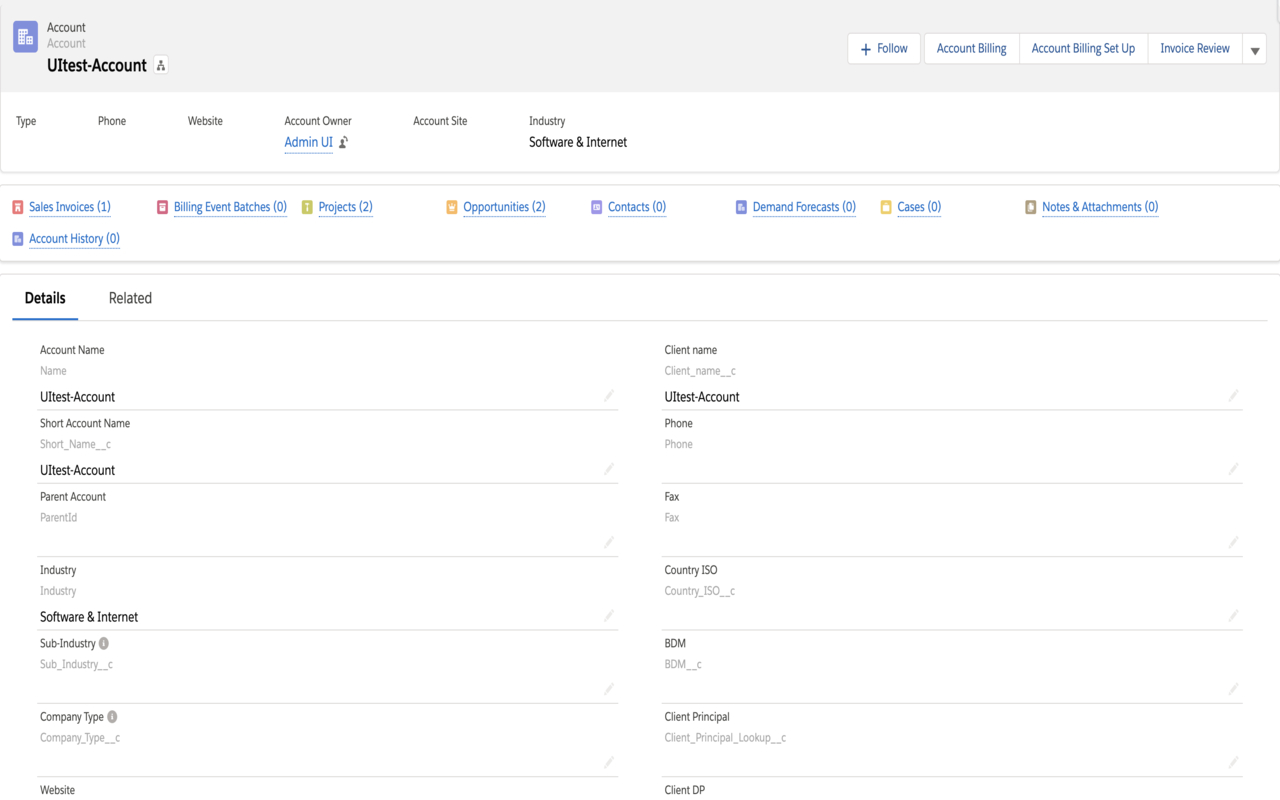 Account
Account
UItest-Account
Follow
Account Billing
Account Billing Set Up
Invoice Review
Type
Phone
Website
Account Owner
Account Site
Industry
Admin UI
Software & Internet
Sales Invoices (1)
Billing Event Batches (0)
Projects (2)
Opportunities (2)
Contacts (0)
Demand Forecasts (0)
Cases (0)
Notes & Attachments (0)
Account History (0)
Details
Related
Account Name
Name
UItest-Account
Client name
Client_name__c
UItest-Account
Short Account Name
Short_Name__c
UItest-Account
Phone
Phone
Parent Account
ParentId
Fax
Fax
Industry
Industry
Software & Internet
Country ISO
Country_ISO__c
Sub-Industry
Sub_Industry__c
BDM
BDM__c
Company Type
Company_Type__c
Client Principal
Client_Principal_Lookup__c
Website
Client DP